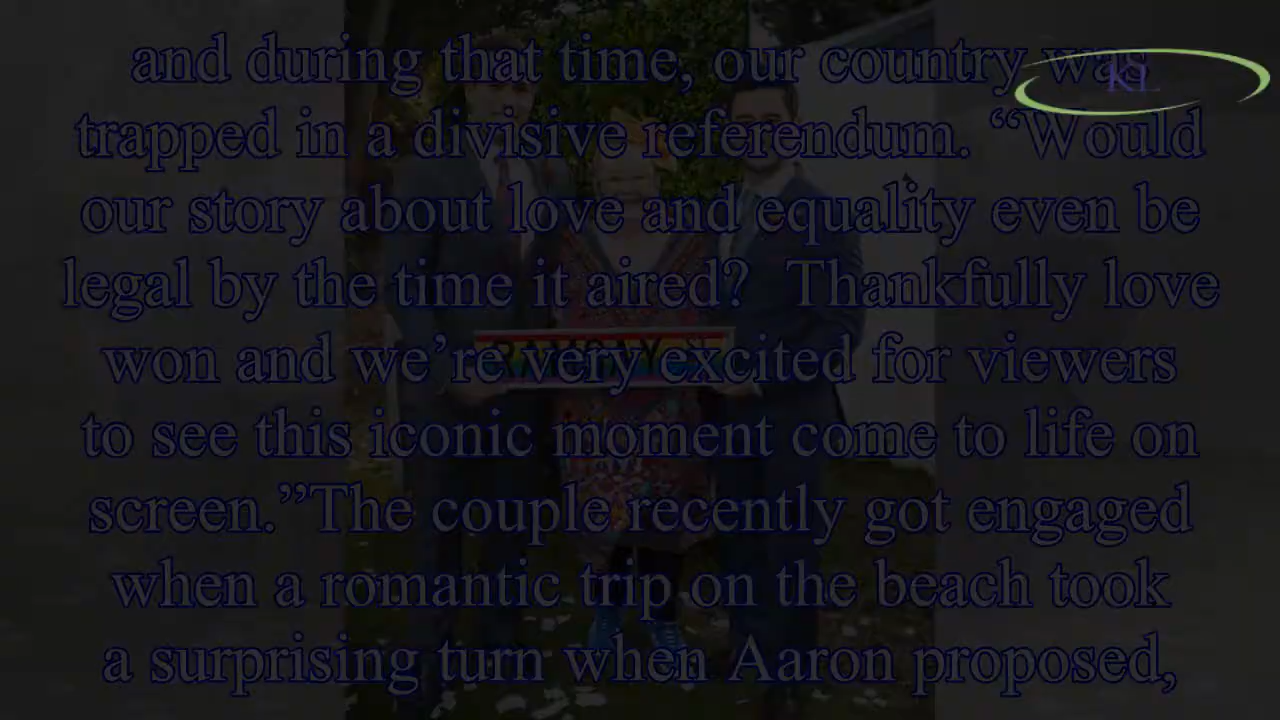 and during that time, our country was
KSL
trapped in a divisive referendum. “Would
our story about love and equality even be
legal by the time it aired?  Thankfully love
won and we’re very excited for viewers
RAMSAY ST
to see this iconic moment come to life on
screen.”The couple recently got engaged
when a romantic trip on the beach took
a surprising turn when Aaron proposed,